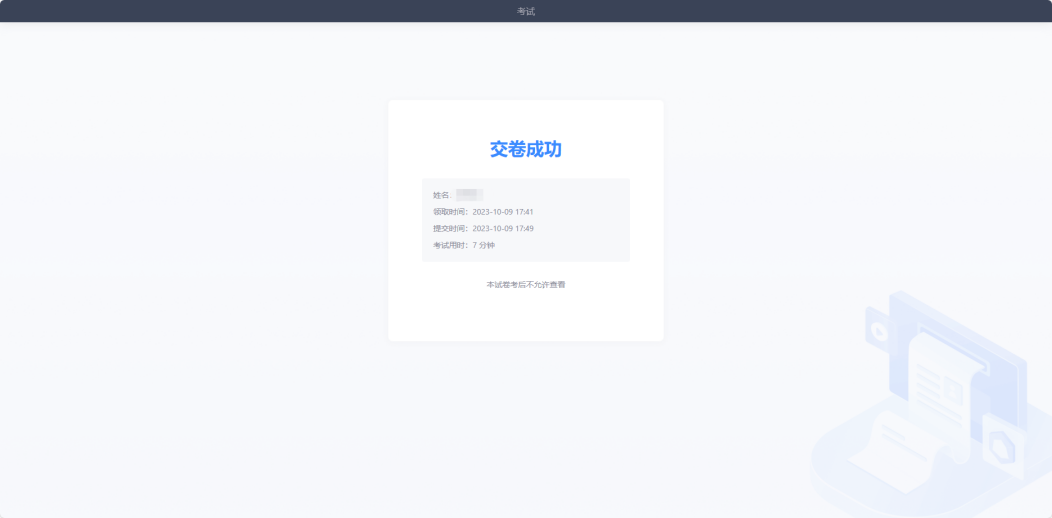 考试
交卷成功
姓名:
领取时间：2023-10-09 17:41
提交时间：2023-10-09 17:49
考试用时：7 分钟
本试卷考后不允许查看